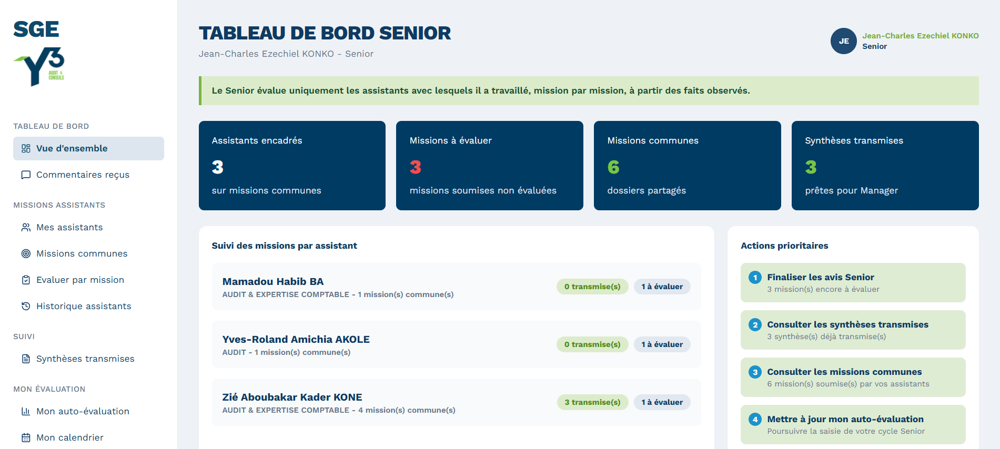 SGE
Y3
AUDIT &
CONSEILS
TABLEAU DE BORD
Vue d'ensemble
Commentaires reçus
MISSIONS ASSISTANTS
Mes assistants
Missions communes
Evaluer par mission
Historique assistants
SUIVI
Synthèses transmises
MON ÉVALUATION
Mon auto-évaluation
Mon calendrier
TABLEAU DE BORD SENIOR
Jean-Charles Ezechiel KONKO - Senior
JE
Jean-Charles Ezechiel KONKO
Senior
Le Senior évalue uniquement les assistants avec lesquels il a travaillé, mission par mission, à partir des faits observés.
Assistants encadrés
3
sur missions communes
Missions à évaluer
3
missions soumises non évaluées
Missions communes
6
dossiers partagés
Synthèses transmises
3
prêtes pour Manager
Suivi des missions par assistant
Mamadou Habib BA
AUDIT & EXPERTISE COMPTABLE - 1 mission(s) commune(s)
0 transmise(s)
1 à évaluer
Yves-Roland Amichia AKOLE
AUDIT - 1 mission(s) commune(s)
0 transmise(s)
1 à évaluer
Zié Aboubakar Kader KONE
AUDIT & EXPERTISE COMPTABLE - 4 mission(s) commune(s)
3 transmise(s)
1 à évaluer
Actions prioritaires
1 Finaliser les avis Senior
3 mission(s) encore à évaluer
2 Consulter les synthèses transmises
3 synthèse(s) déjà transmise(s)
3 Consulter les missions communes
6 mission(s) soumise(s) par vos assistants
4 Mettre à jour mon auto-évaluation
Poursuivre la saisie de votre cycle Senior